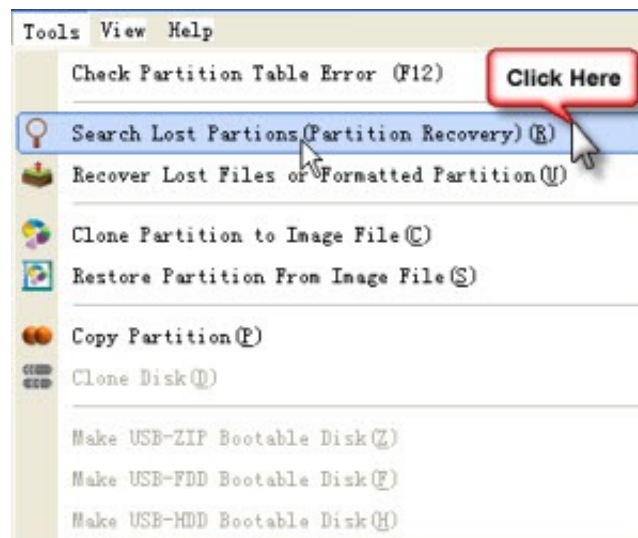 Tools View Help
Check Partition Table Error (F12)
Click Here
Search Lost Partions(Partition Recovery)(R)
Recover Lost Files or Formatted Partition(U)
Clone Partition to Image File(C)
Restore Partition From Image File(S)
Copy Partition(P)
Clone Disk(D)
Make USB-ZIP Bootable Disk(Z)
Make USB-FDD Bootable Disk(F)
Make USB-HDD Bootable Disk(H)